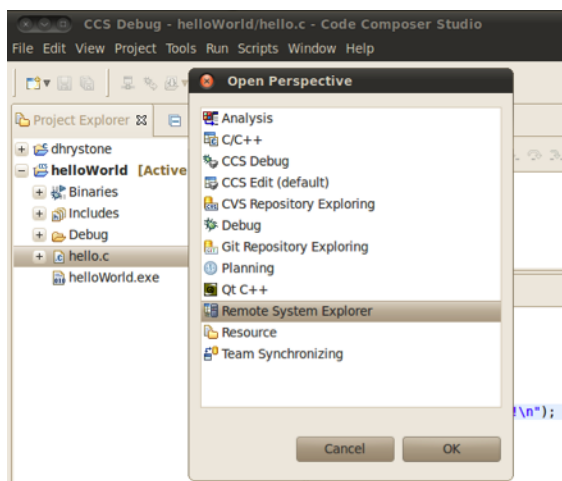 CCS Debug - helloWorld/hello.c - Code Composer Studio
File Edit View Project Tools Run Scripts Window Help
Open Perspective
Project Explorer
dhrystone
helloWorld [Active
Binaries
Includes
Debug
hello.c
helloWorld.exe
Analysis
C/C++
CCS Debug
CCS Edit (default)
CVS Repository Exploring
Debug
Git Repository Exploring
Planning
Qt C++
Remote System Explorer
Resource
Team Synchronizing
!\n");
Cancel
OK